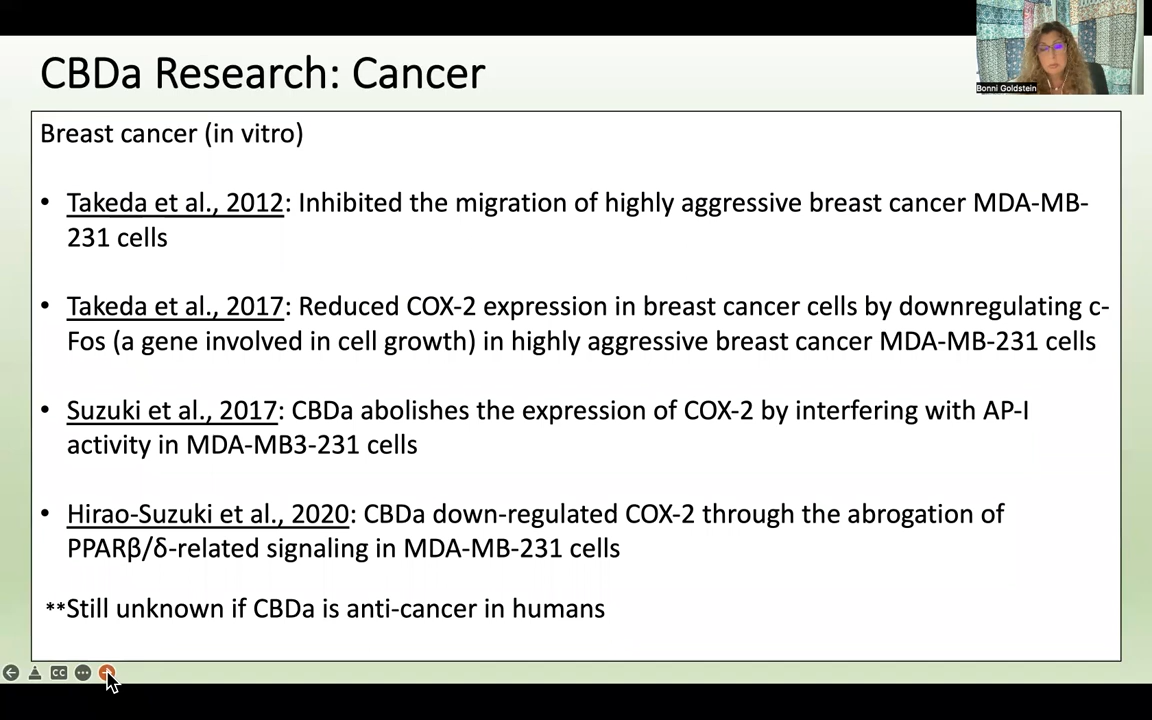 CBDa Research: Cancer
Bonni Goldstein
Breast cancer (in vitro)
• Takeda et al., 2012: Inhibited the migration of highly aggressive breast cancer MDA-MB-
231 cells
• Takeda et al., 2017: Reduced COX-2 expression in breast cancer cells by downregulating c-
Fos (a gene involved in cell growth) in highly aggressive breast cancer MDA-MB-231 cells
• Suzuki et al., 2017: CBDa abolishes the expression of COX-2 by interfering with AP-I
activity in MDA-MB3-231 cells
• Hirao-Suzuki et al., 2020: CBDa down-regulated COX-2 through the abrogation of
PPARβ/δ-related signaling in MDA-MB-231 cells
**Still unknown if CBDa is anti-cancer in humans
CC